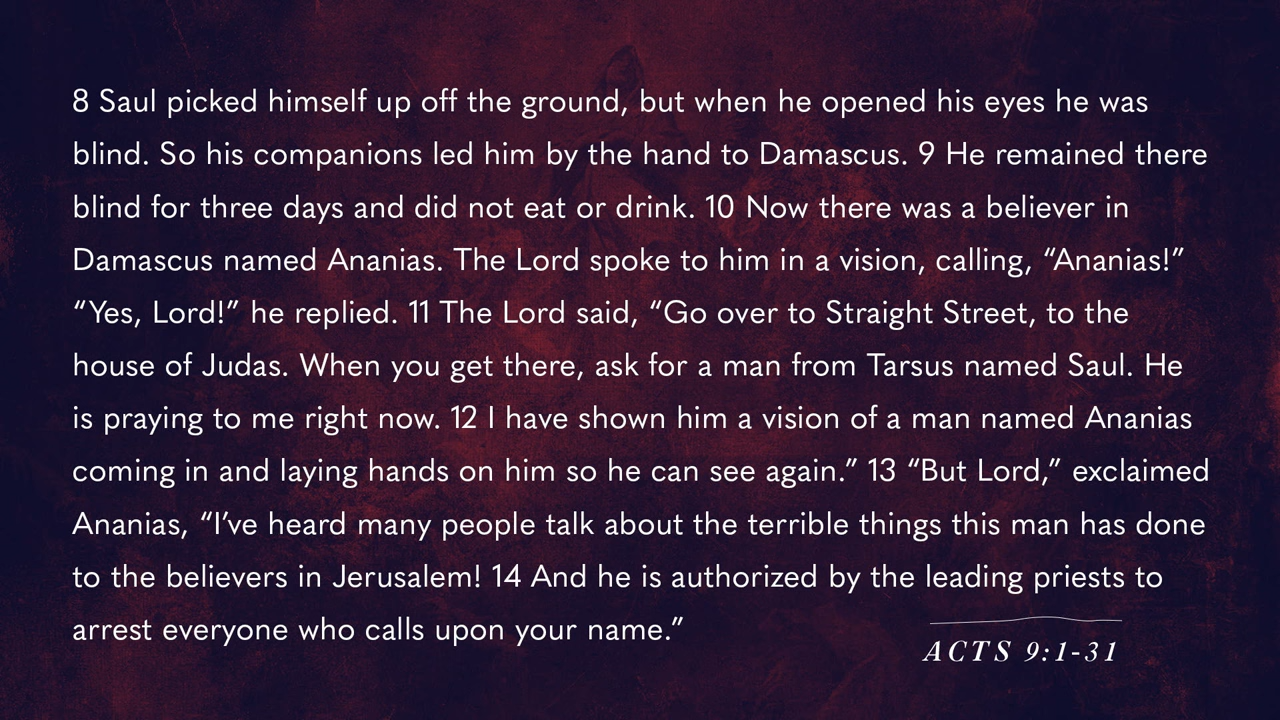 8 Saul picked himself up off the ground, but when he opened his eyes he was
blind. So his companions led him by the hand to Damascus. 9 He remained there
blind for three days and did not eat or drink. 10 Now there was a believer in
Damascus named Ananias. The Lord spoke to him in a vision, calling, “Ananias!”
“Yes, Lord!” he replied. 11 The Lord said, “Go over to Straight Street, to the
house of Judas. When you get there, ask for a man from Tarsus named Saul. He
is praying to me right now. 12 I have shown him a vision of a man named Ananias
coming in and laying hands on him so he can see again.” 13 “But Lord,” exclaimed
Ananias, “I’ve heard many people talk about the terrible things this man has done
to the believers in Jerusalem! 14 And he is authorized by the leading priests to
arrest everyone who calls upon your name.”
ACTS 9:1-31